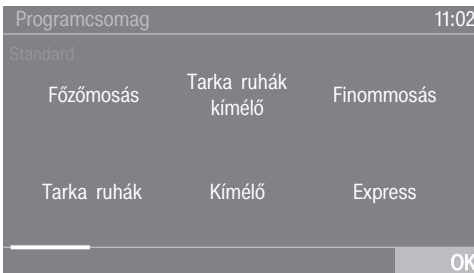 Programcsomag 11:02
Standard
Főzőmosás Tarka ruhák kímélő Finommosás
Tarka ruhák Kímélő Express
OK